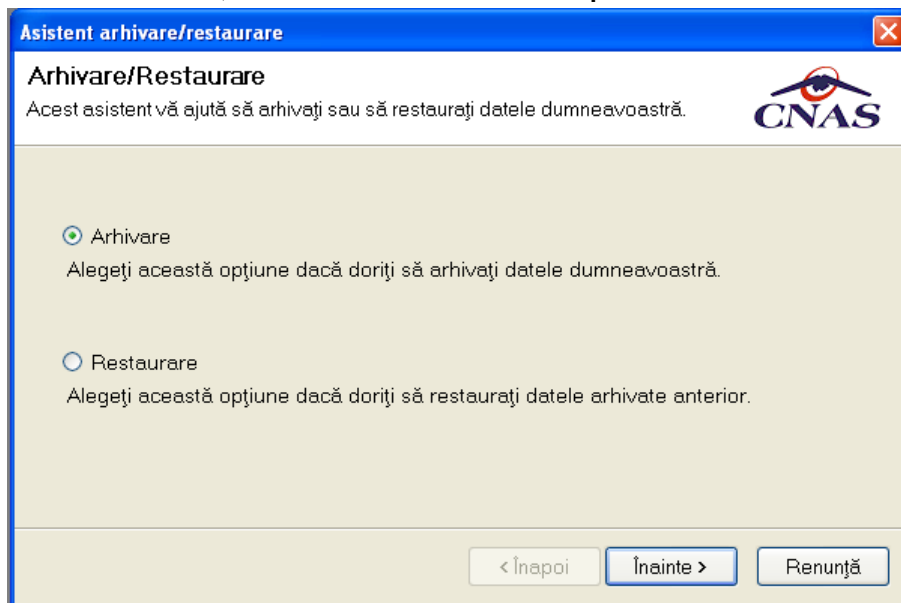 Asistent arhivare/restaurare
Arhivare/Restaurare
Acest asistent vă ajută să arhivaţi sau să restauraţi datele dumneavoastră.
CNAS
Arhivare
Alegeţi această opţiune dacă doriţi să arhivaţi datele dumneavoastră.
Restaurare
Alegeţi această opţiune dacă doriţi să restauraţi datele arhivate anterior.
< Înapoi Înainte > Renunţă